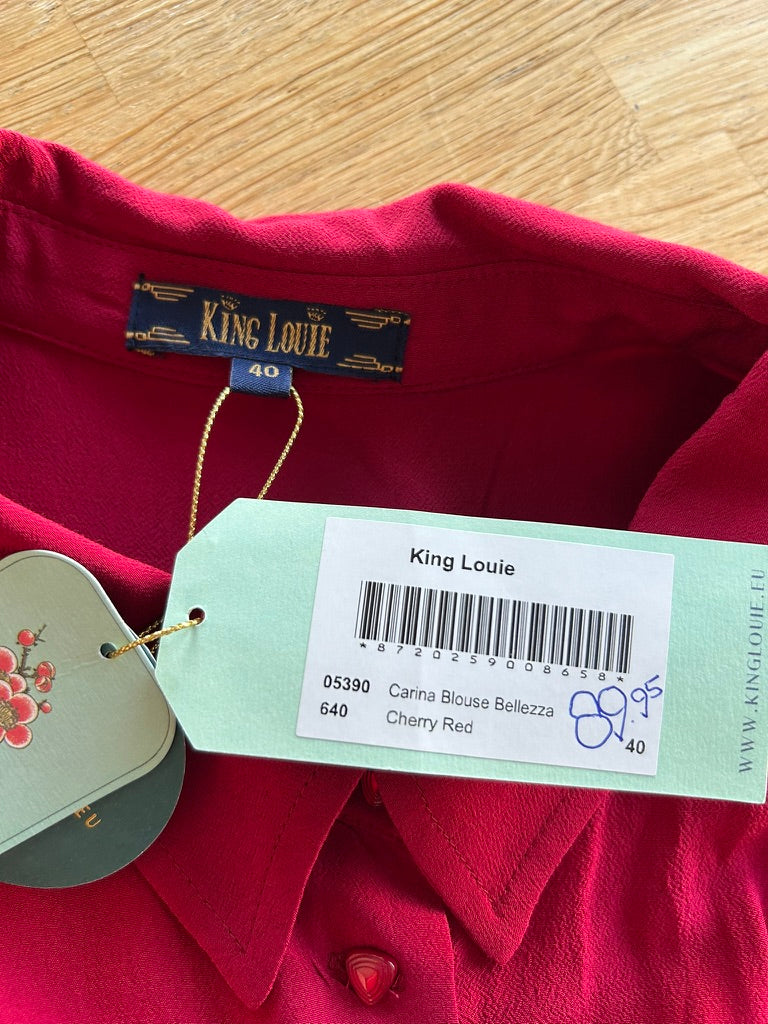 KING LOUIE
40
King Louie
*8720259008658*
05390 Carina Blouse Bellezza
640 Cherry Red
89.95
40
WWW.KINGLOUIE.EU
EU